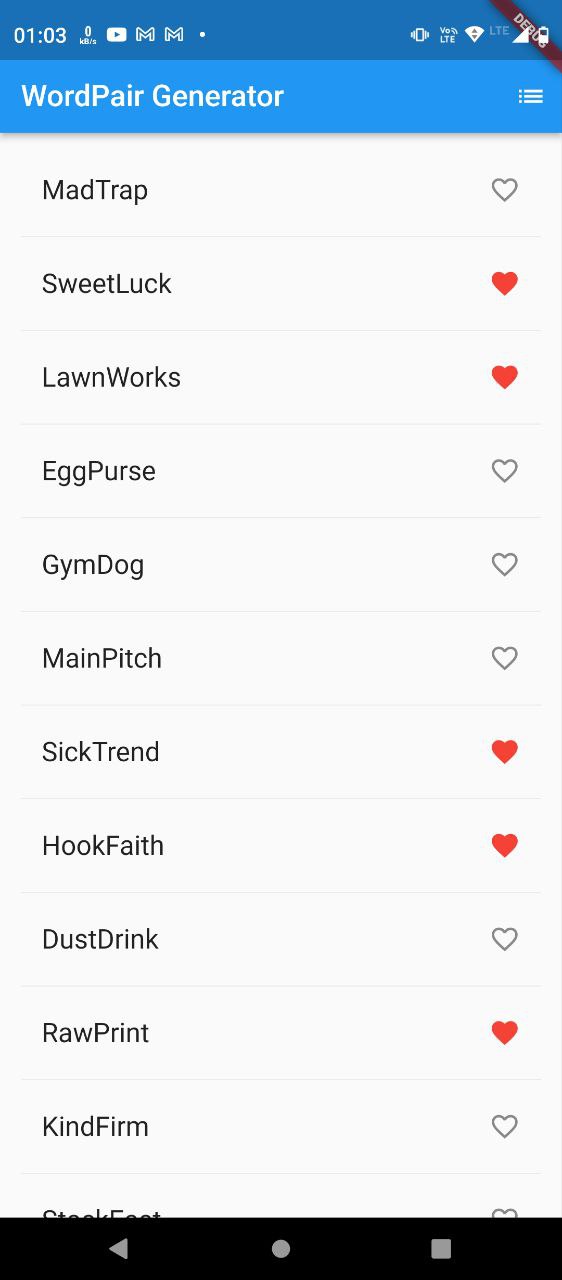 01:03 0 kB/s Vo LTE LTE DEBUG
WordPair Generator
MadTrap
SweetLuck
LawnWorks
EggPurse
GymDog
MainPitch
SickTrend
HookFaith
DustDrink
RawPrint
KindFirm